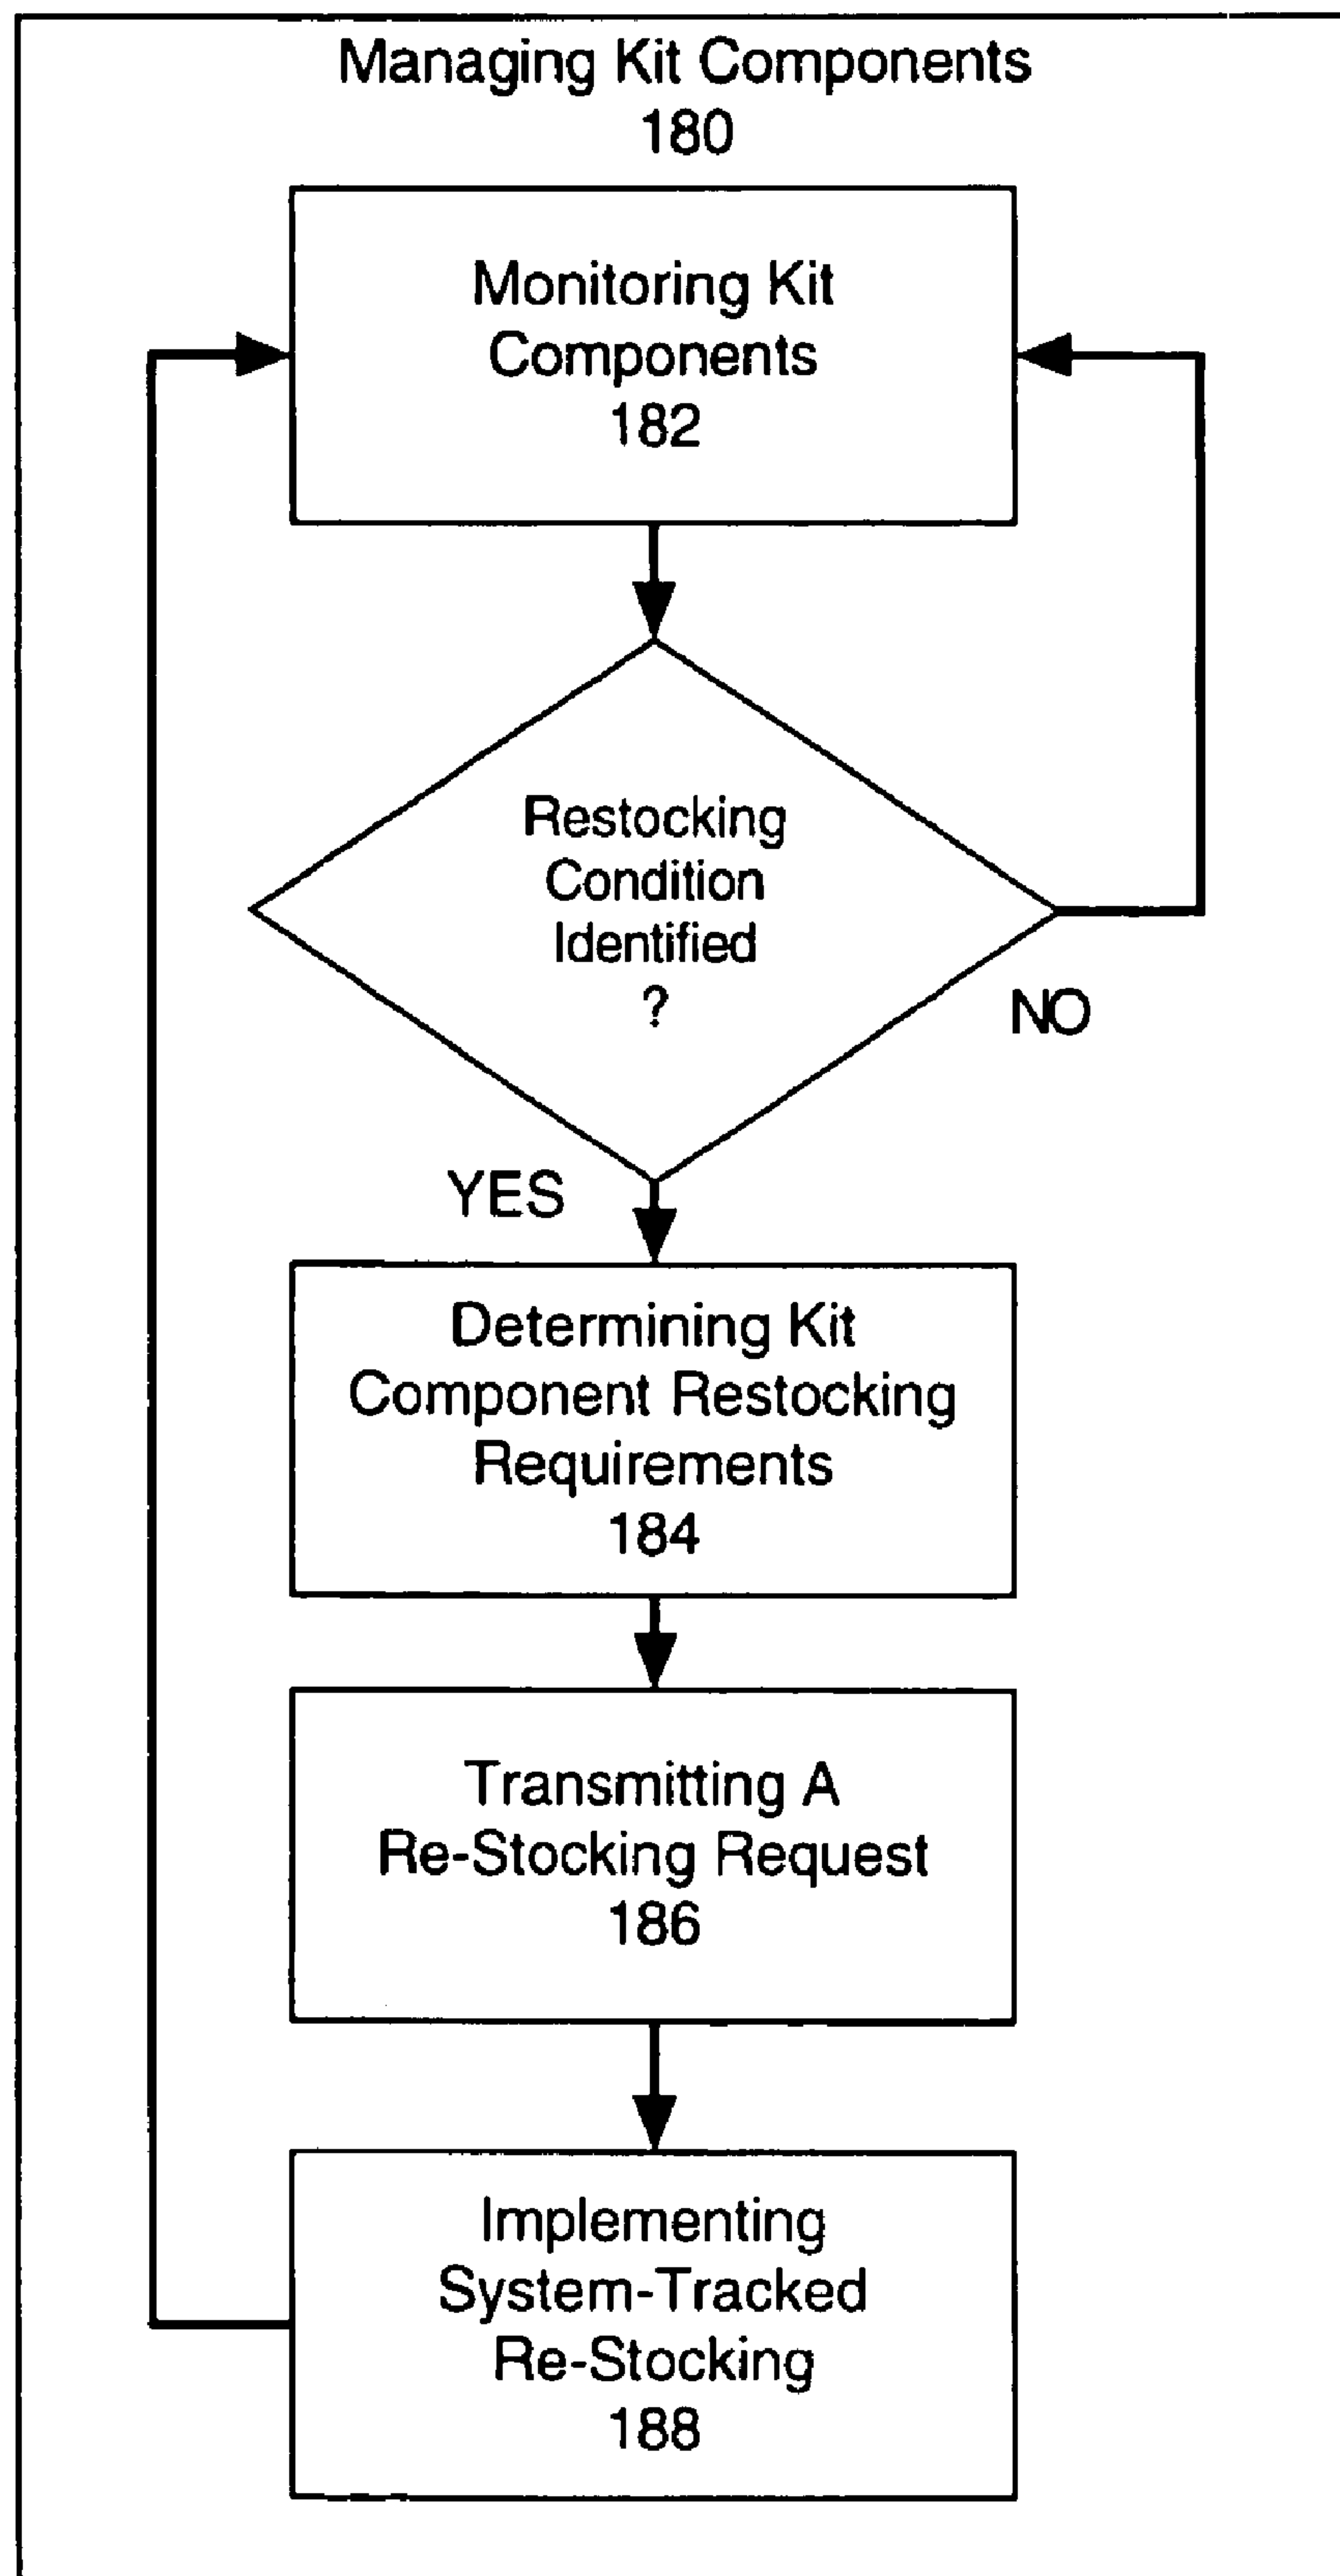 Managing Kit Components
180
Monitoring Kit
Components
182
Restocking
Condition
Identified
?
NO
YES
Determining Kit
Component Restocking
Requirements
184
Transmitting A
Re-Stocking Request
186
Implementing
System-Tracked
Re-Stocking
188